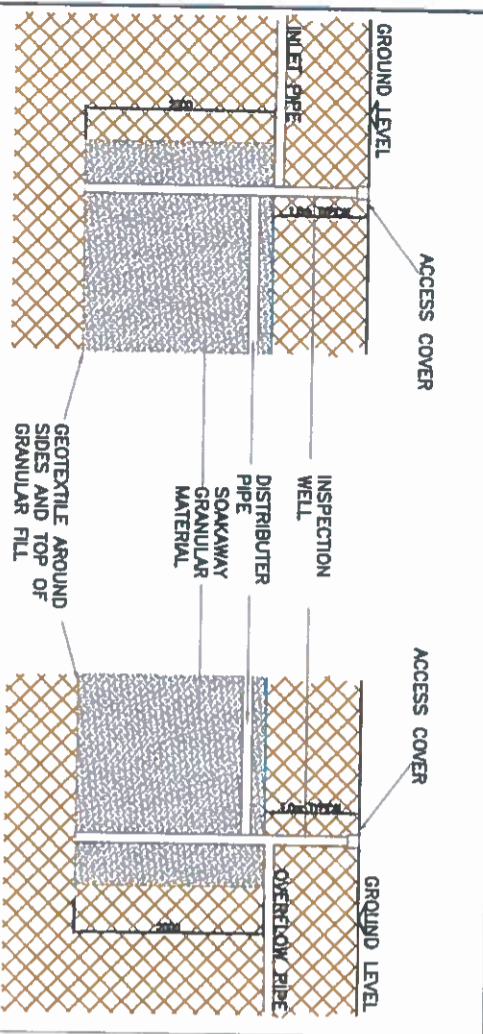 GROUND LEVEL
ACCESS COVER
INLET PIPE
INSPECTION
WELL
DISTRIBUTER
PIPE
SOAKAWAY
GRANULAR
MATERIAL
GEOTEXTILE AROUND
SIDES AND TOP OF
GRANULAR FILL
ACCESS COVER
GROUND LEVEL
OVERFLOW PIPE